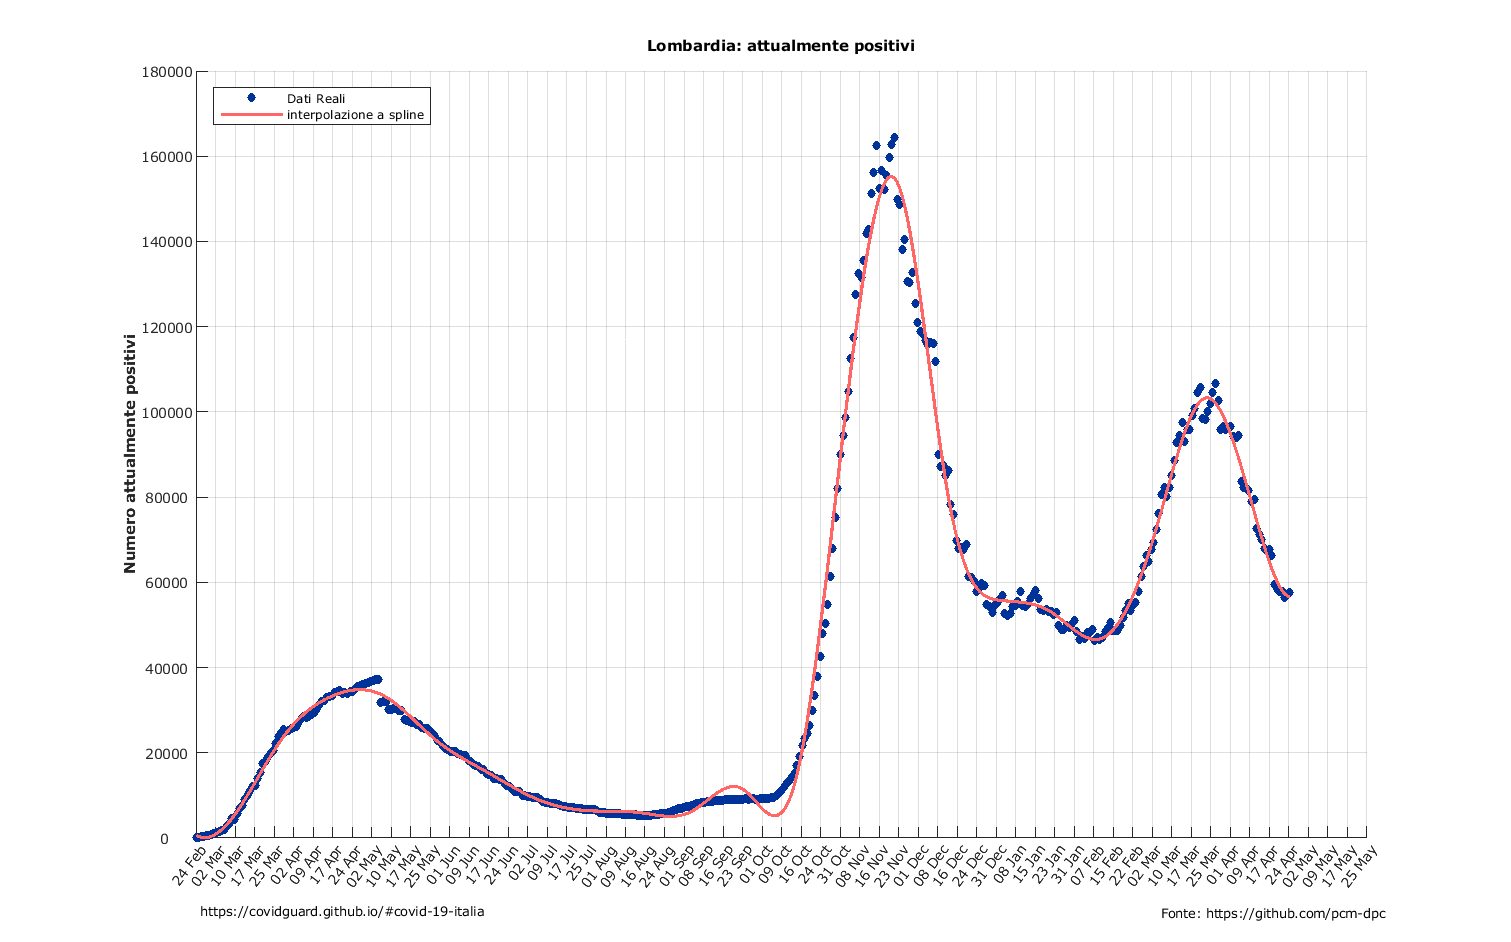 Lombardia: attualmente positivi
180000
Dati Reali
interpolazione a spline
160000
140000
120000
100000
80000
60000
40000
20000
0
Numero attualmente positivi
24 Feb
02 Mar
10 Mar
17 Mar
25 Mar
02 Apr
09 Apr
17 Apr
24 Apr
02 May
10 May
17 May
25 May
01 Jun
09 Jun
17 Jun
24 Jun
02 Jul
09 Jul
17 Jul
25 Jul
01 Aug
09 Aug
16 Aug
24 Aug
01 Sep
08 Sep
16 Sep
23 Sep
01 Oct
09 Oct
16 Oct
24 Oct
31 Oct
08 Nov
16 Nov
23 Nov
01 Dec
08 Dec
16 Dec
24 Dec
31 Dec
08 Jan
15 Jan
23 Jan
31 Jan
07 Feb
15 Feb
22 Feb
02 Mar
10 Mar
17 Mar
25 Mar
01 Apr
09 Apr
17 Apr
24 Apr
02 May
09 May
17 May
25 May
https://covidguard.github.io/#covid-19-italia
Fonte: https://github.com/pcm-dpc